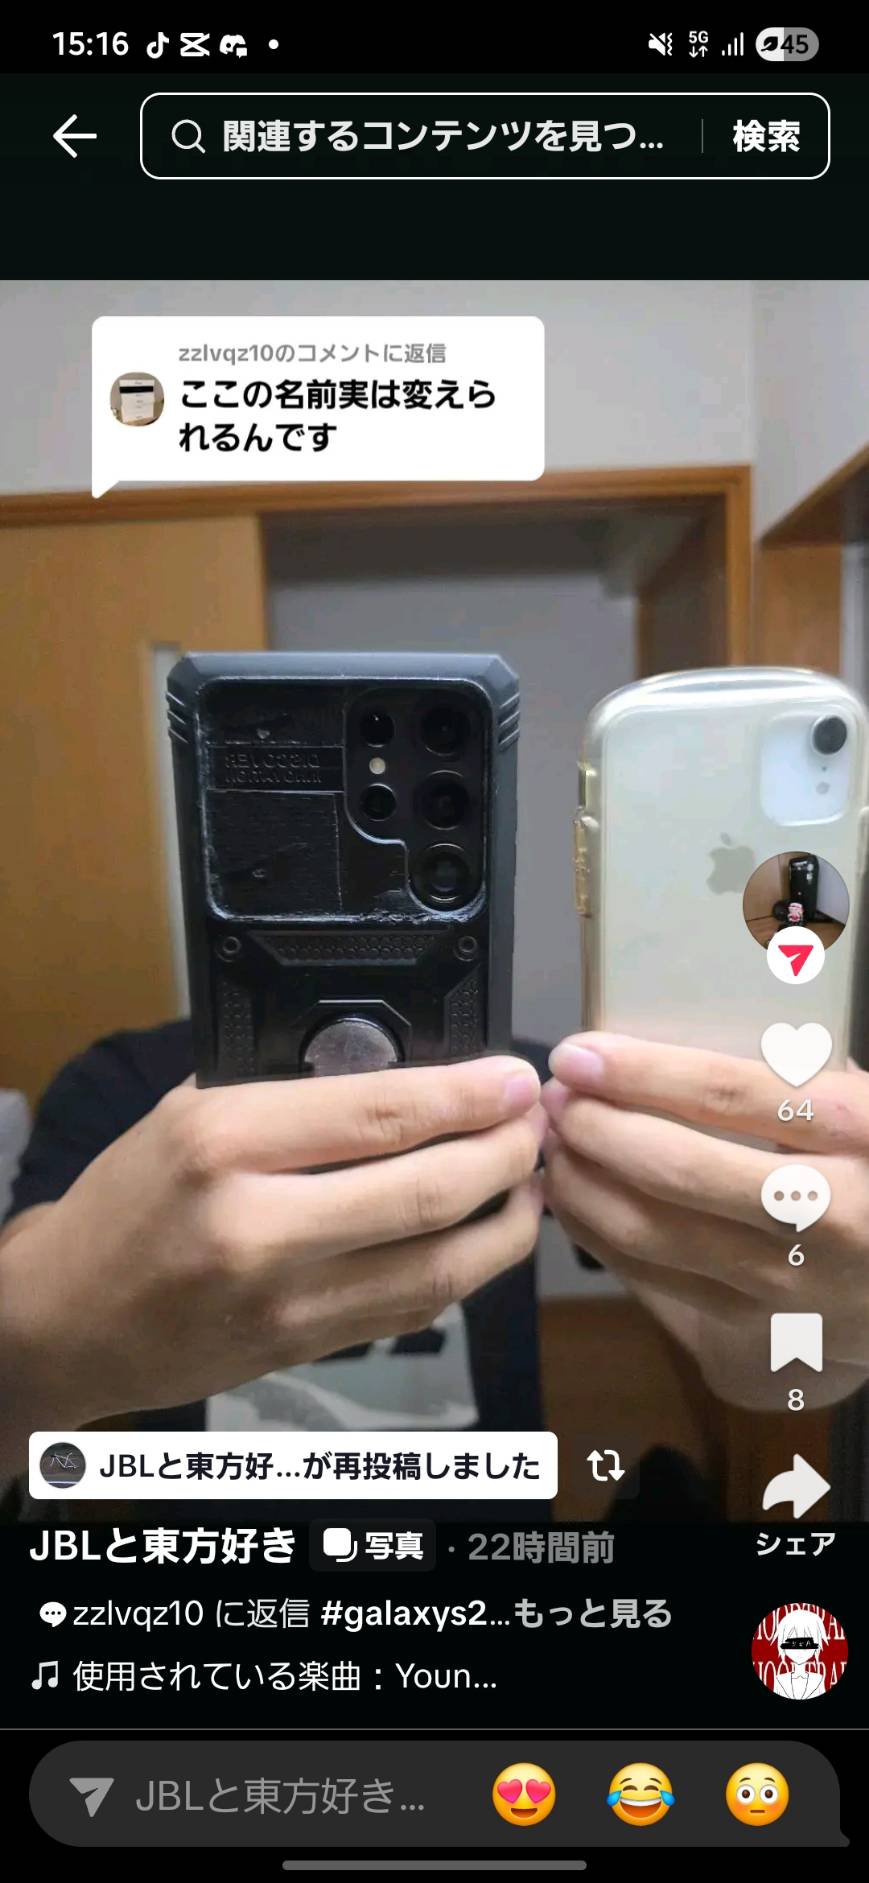 15:16
5G
45
関連するコンテンツを見つ...
検索
zzlvqz10のコメントに返信
ここの名前実は変えら
れるんです
DISCOVER
INNOVATION
64
6
8
JBLと東方好...が再投稿しました
シェア
JBLと東方好き
写真
· 22時間前
zzlvqz10 に返信 #galaxys2...もっと見る
使用されている楽曲：Youn...
JBLと東方好き...